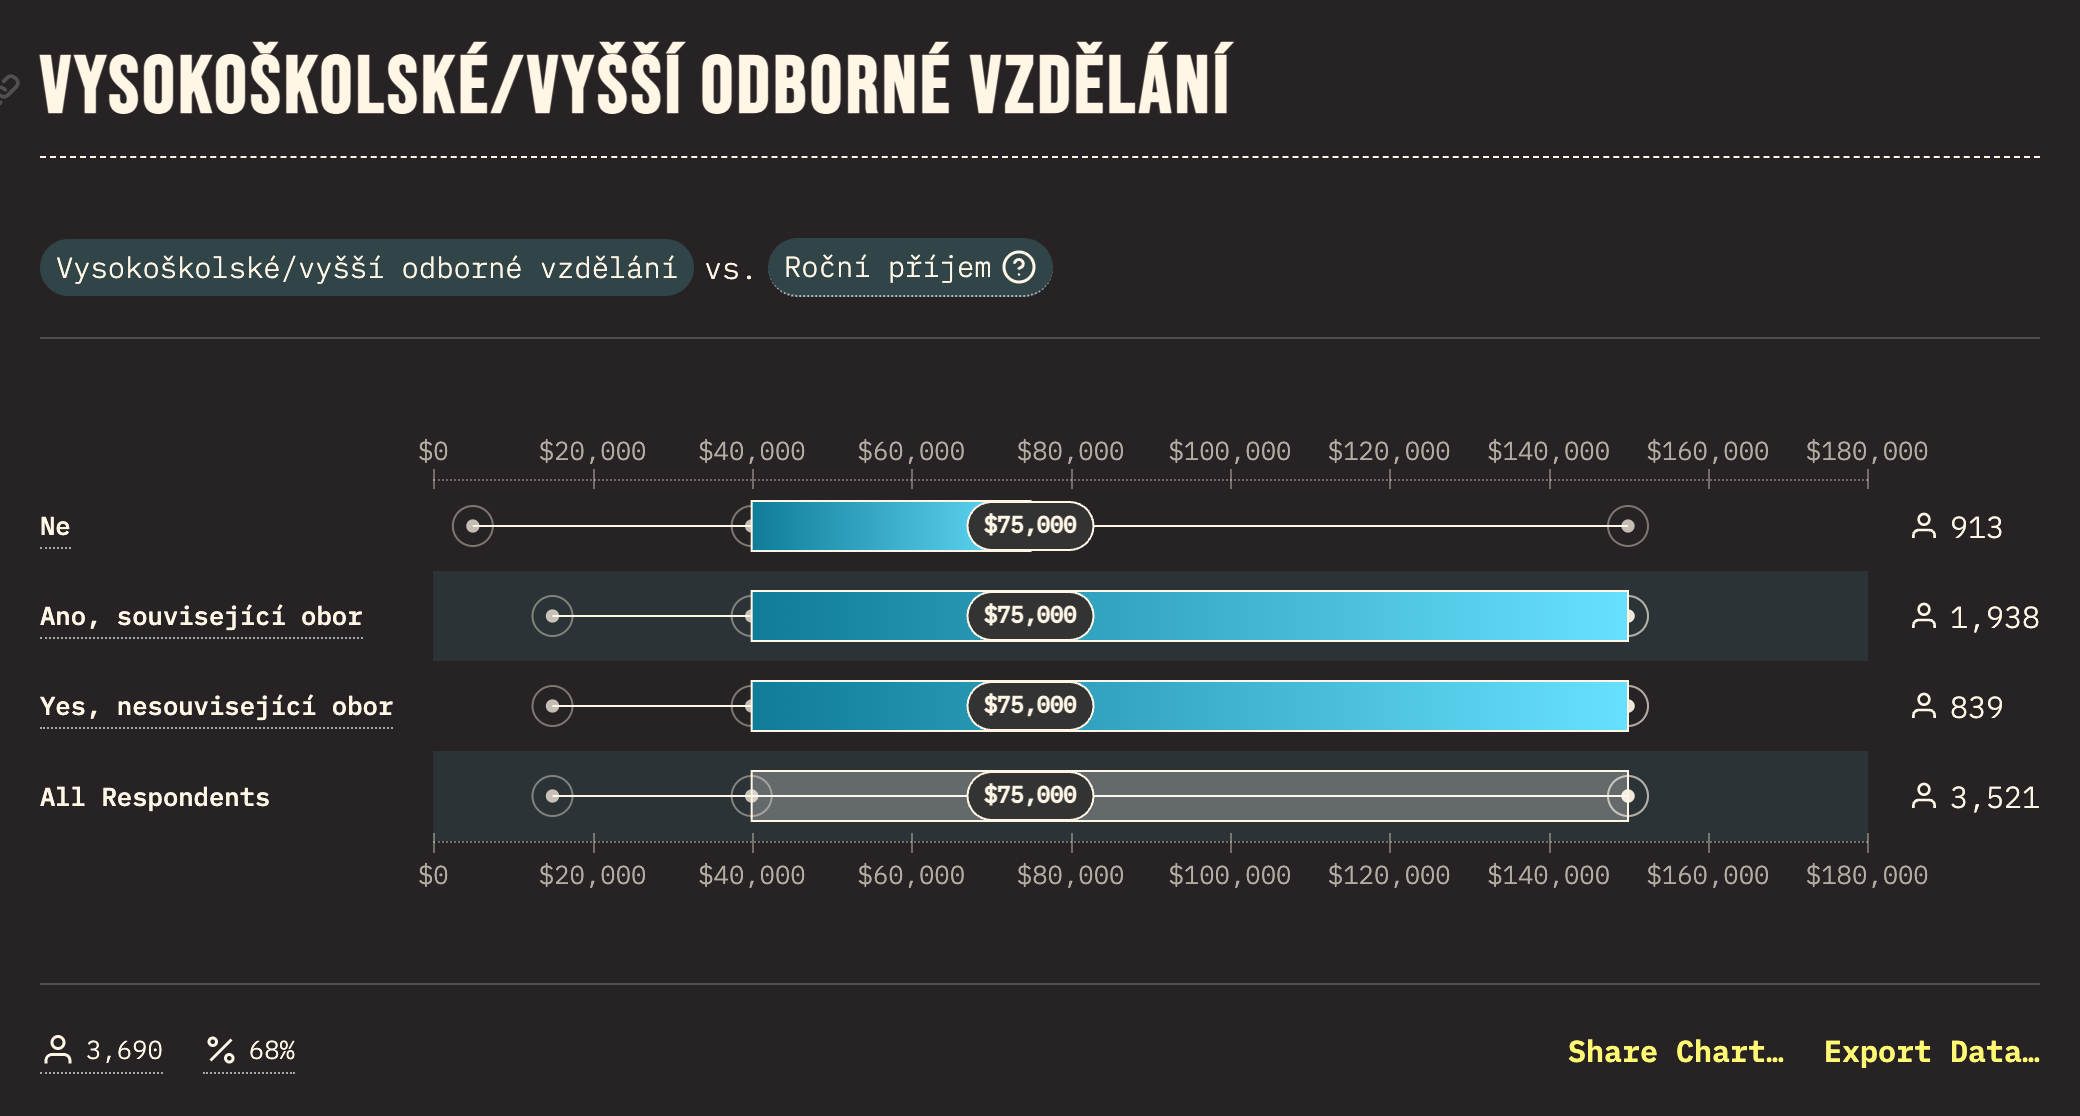 VYSOKOŠKOLSKÉ/VYŠŠÍ ODBORNÉ VZDĚLÁNÍ
Vysokoškolské/vyšší odborné vzdělání vs. Roční příjem ?
$0 $20,000 $40,000 $60,000 $80,000 $100,000 $120,000 $140,000 $160,000 $180,000
Ne $75,000 913
Ano, související obor $75,000 1,938
Yes, nesouvisející obor $75,000 839
All Respondents $75,000 3,521
$0 $20,000 $40,000 $60,000 $80,000 $100,000 $120,000 $140,000 $160,000 $180,000
3,690 % 68% Share Chart… Export Data…